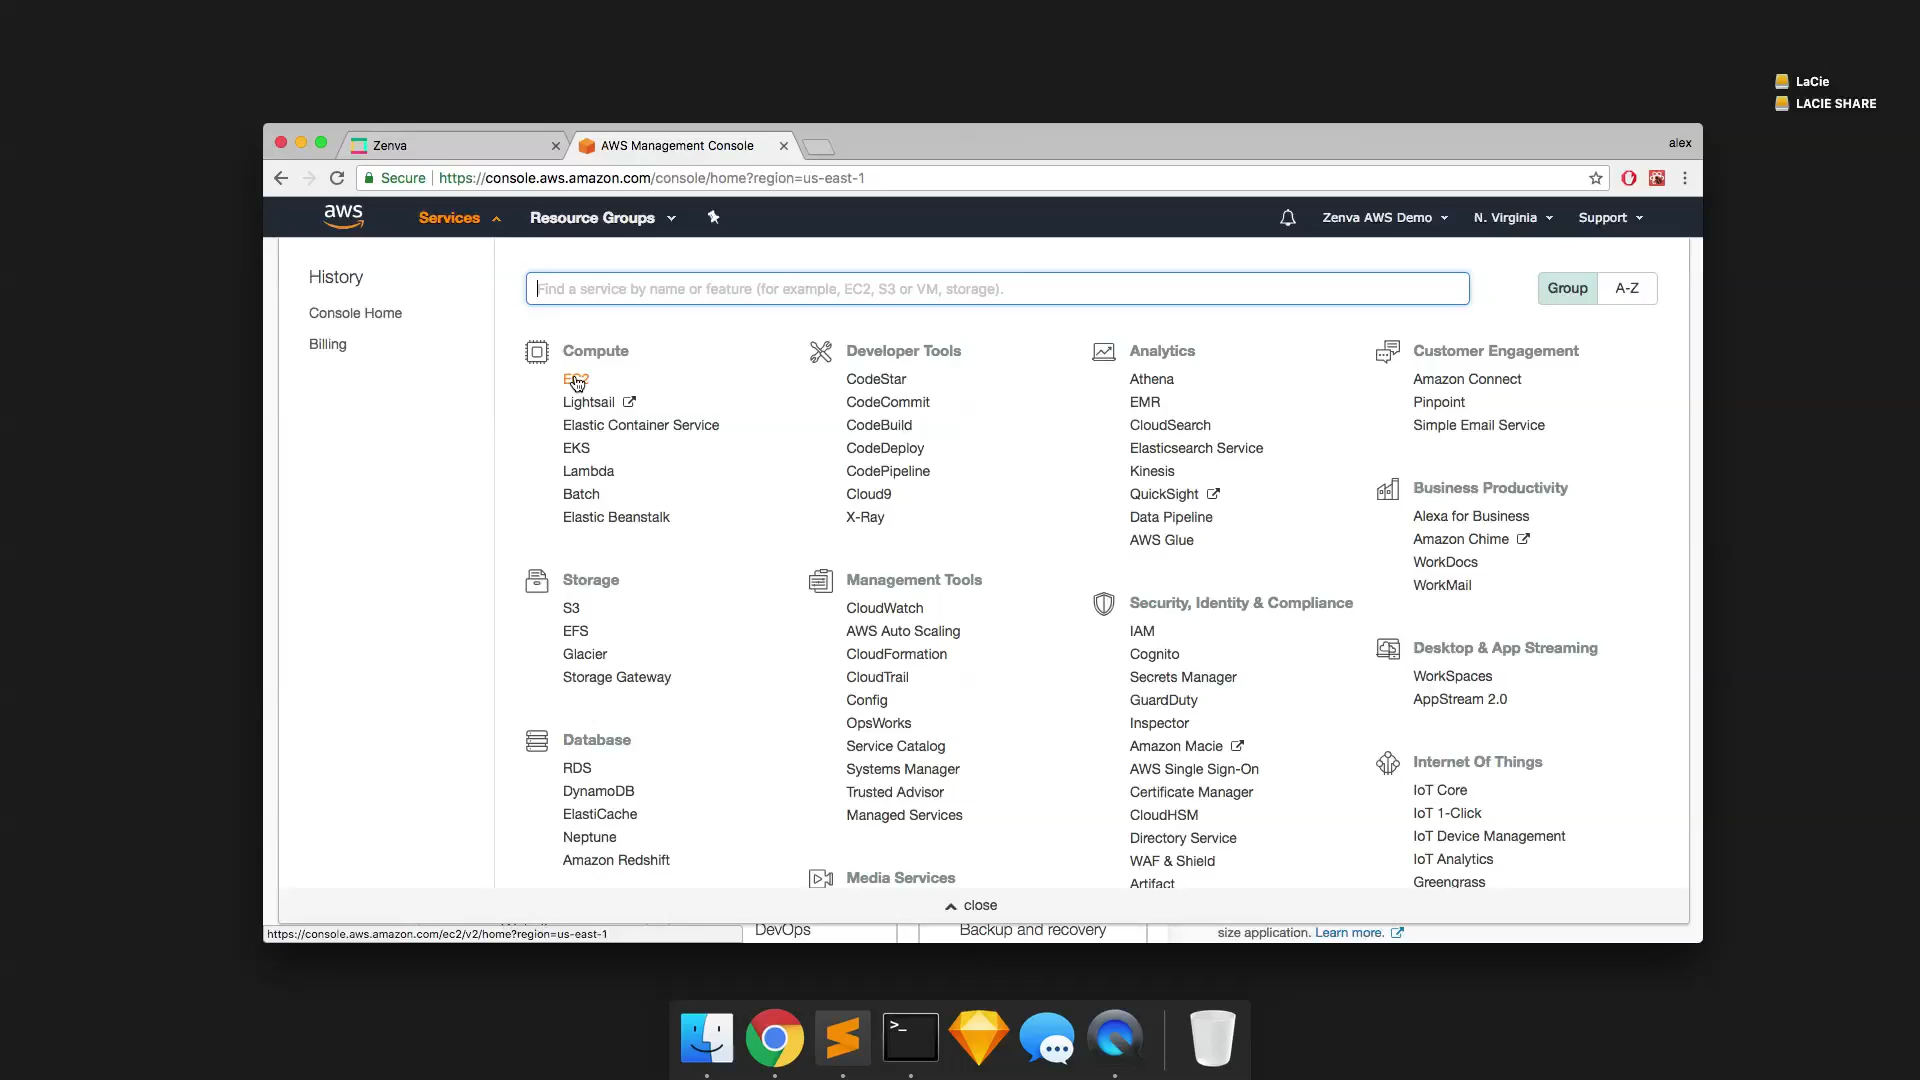 LaCie
LACIE SHARE
Zenva
AWS Management Console
alex
Secure
https://console.aws.amazon.com/console/home?region=us-east-1
aws
Services
Resource Groups
Zenva AWS Demo
N. Virginia
Support
History
Console Home
Billing
Find a service by name or feature (for example, EC2, S3 or VM, storage).
Group
A-Z
Compute
EC2
Lightsail
Elastic Container Service
EKS
Lambda
Batch
Elastic Beanstalk
Storage
S3
EFS
Glacier
Storage Gateway
Database
RDS
DynamoDB
ElastiCache
Neptune
Amazon Redshift
Developer Tools
CodeStar
CodeCommit
CodeBuild
CodeDeploy
CodePipeline
Cloud9
X-Ray
Management Tools
CloudWatch
AWS Auto Scaling
CloudFormation
CloudTrail
Config
OpsWorks
Service Catalog
Systems Manager
Trusted Advisor
Managed Services
Media Services
Analytics
Athena
EMR
CloudSearch
Elasticsearch Service
Kinesis
QuickSight
Data Pipeline
AWS Glue
Security, Identity & Compliance
IAM
Cognito
Secrets Manager
GuardDuty
Inspector
Amazon Macie
AWS Single Sign-On
Certificate Manager
CloudHSM
Directory Service
WAF & Shield
Artifact
Customer Engagement
Amazon Connect
Pinpoint
Simple Email Service
Business Productivity
Alexa for Business
Amazon Chime
WorkDocs
WorkMail
Desktop & App Streaming
WorkSpaces
AppStream 2.0
Internet Of Things
IoT Core
IoT 1-Click
IoT Device Management
IoT Analytics
Greengrass
close
https://console.aws.amazon.com/ec2/v2/home?region=us-east-1
DevOps
Backup and recovery
size application. Learn more.
>_